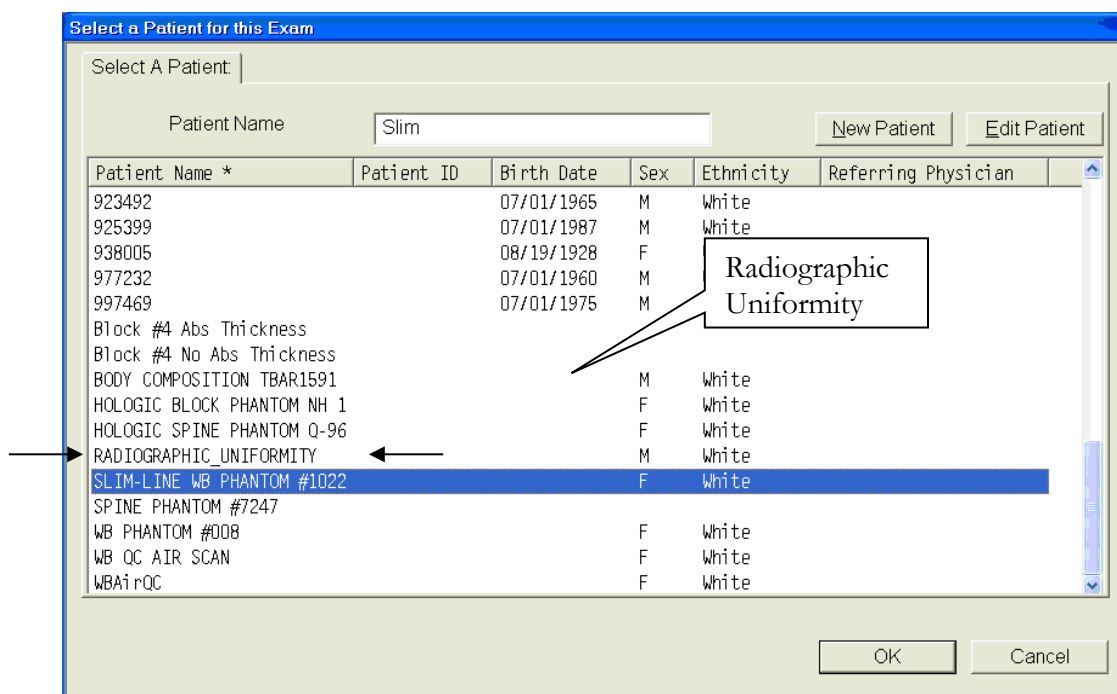 Select a Patient for this Exam
Select A Patient:
Patient Name Slim New Patient Edit Patient
Patient Name * Patient ID Birth Date Sex Ethnicity Referring Physician
923492 07/01/1965 M White
925399 07/01/1987 M White
938005 08/19/1928 F
977232 07/01/1960 M
997469 07/01/1975 M
Radiographic
Uniformity
Block #4 Abs Thickness
Block #4 No Abs Thickness
BODY COMPOSITION TBAR1591 M White
HOLOGIC BLOCK PHANTOM NH 1 F White
HOLOGIC SPINE PHANTOM Q-96 F White
RADIOGRAPHIC_UNIFORMITY M White
SLIM-LINE WB PHANTOM #1022 F White
SPINE PHANTOM #7247
WB PHANTOM #008 F White
WB QC AIR SCAN F White
WBAirQC F White
OK Cancel